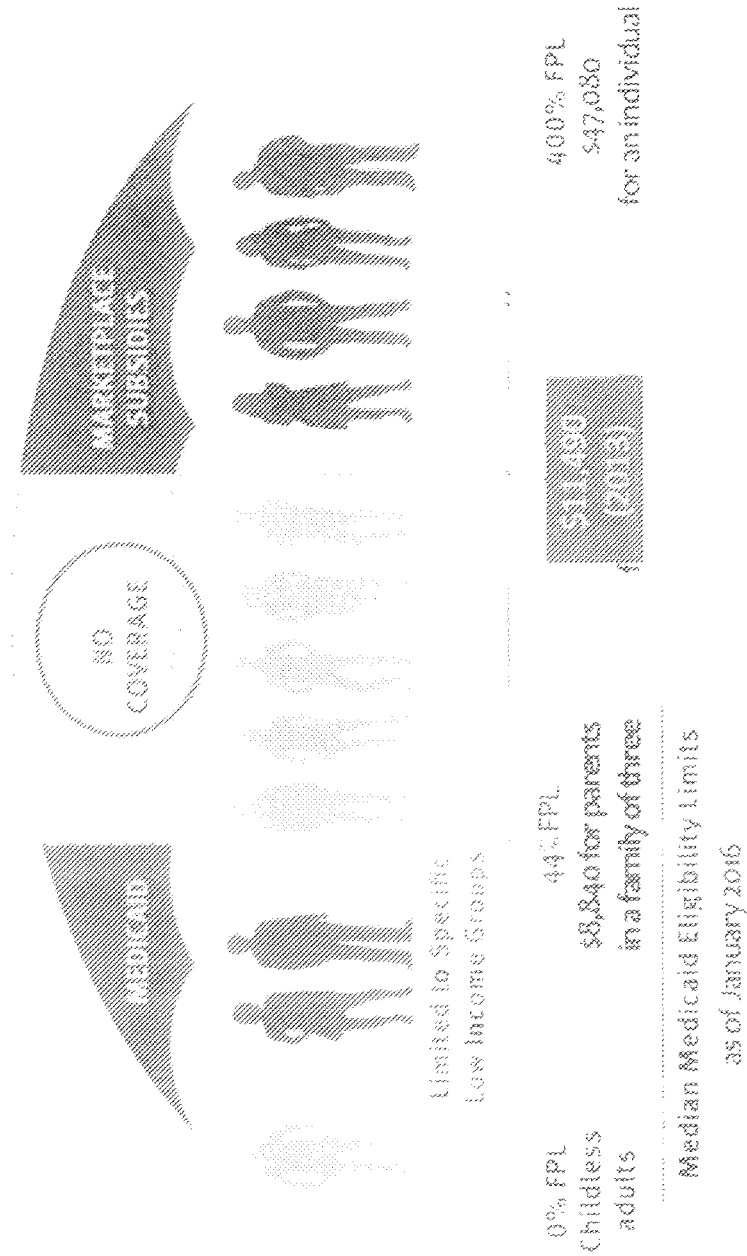 MEDICAID
NO
COVERAGE
MARKETPLACE
SUBSIDIES
Limited to Specific
Low Income Groups
0% FPL
Childless
adults
44% FPL
$8,840 for parents
in a family of three
$11,490
(2013)
400% FPL
$47,080
for an individual
Median Medicaid Eligibility Limits
as of January 2016